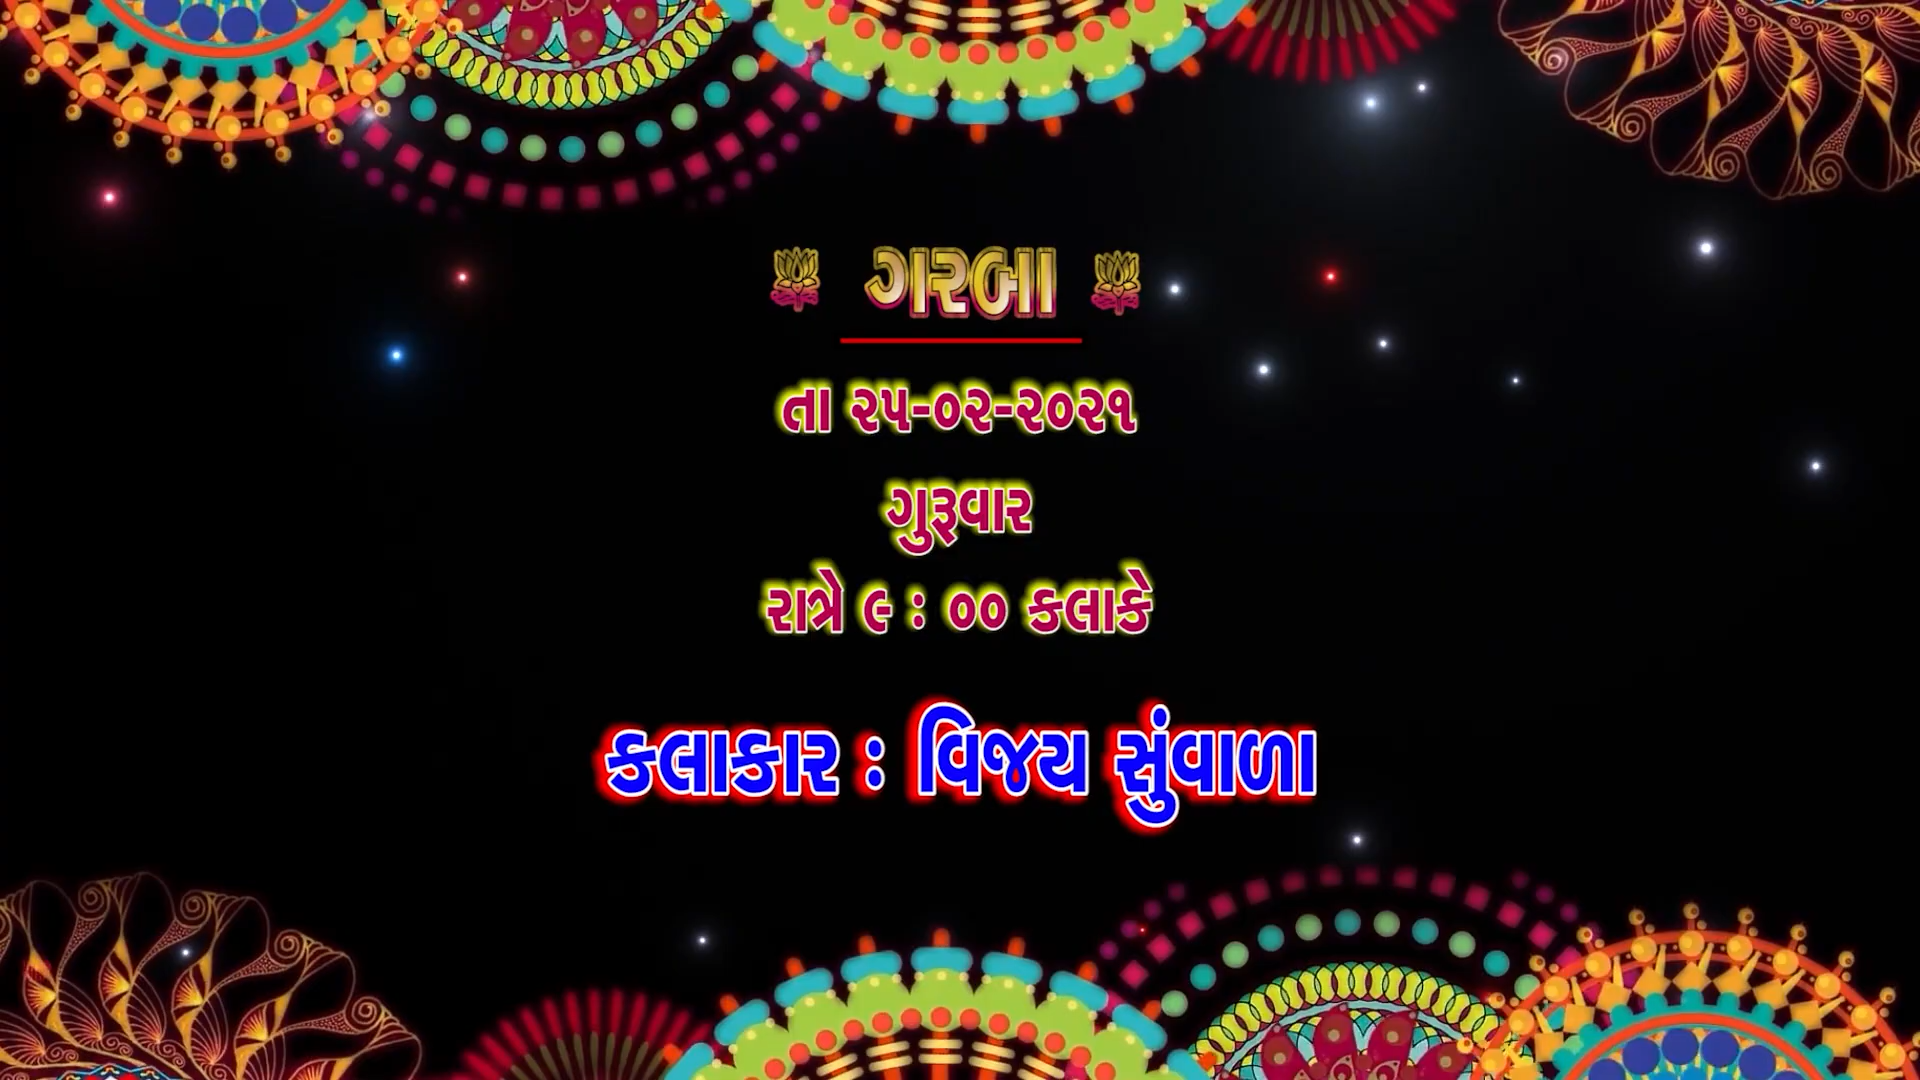 ગરબા
તા ૨૫-૦૨-૨૦૨૧
ગુરૂવાર
રાત્રે ૯ : ૦૦ કલાકે
કલાકાર : વિજય સુંવાળા